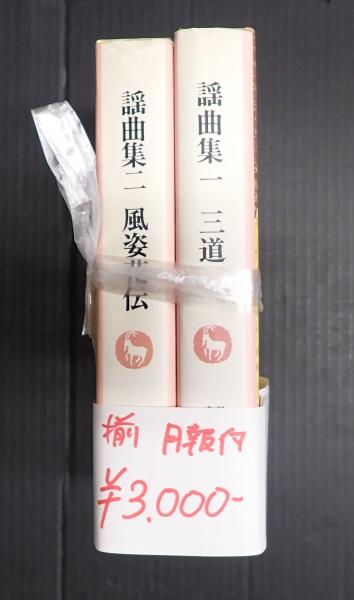 謡曲集二 風姿花伝
謡曲集一 三道
揃 月報付
¥3.000-